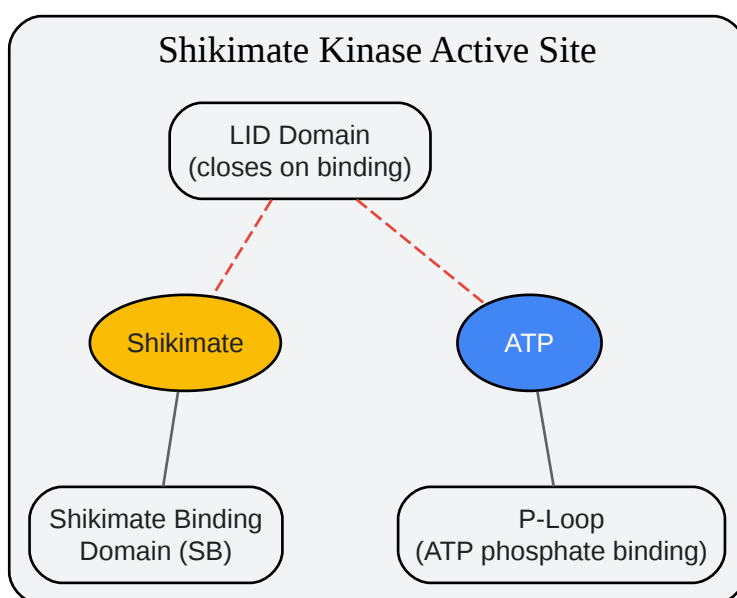 Shikimate Kinase Active Site
LID Domain
(closes on binding)
Shikimate
ATP
Shikimate Binding
Domain (SB)
P-Loop
(ATP phosphate binding)